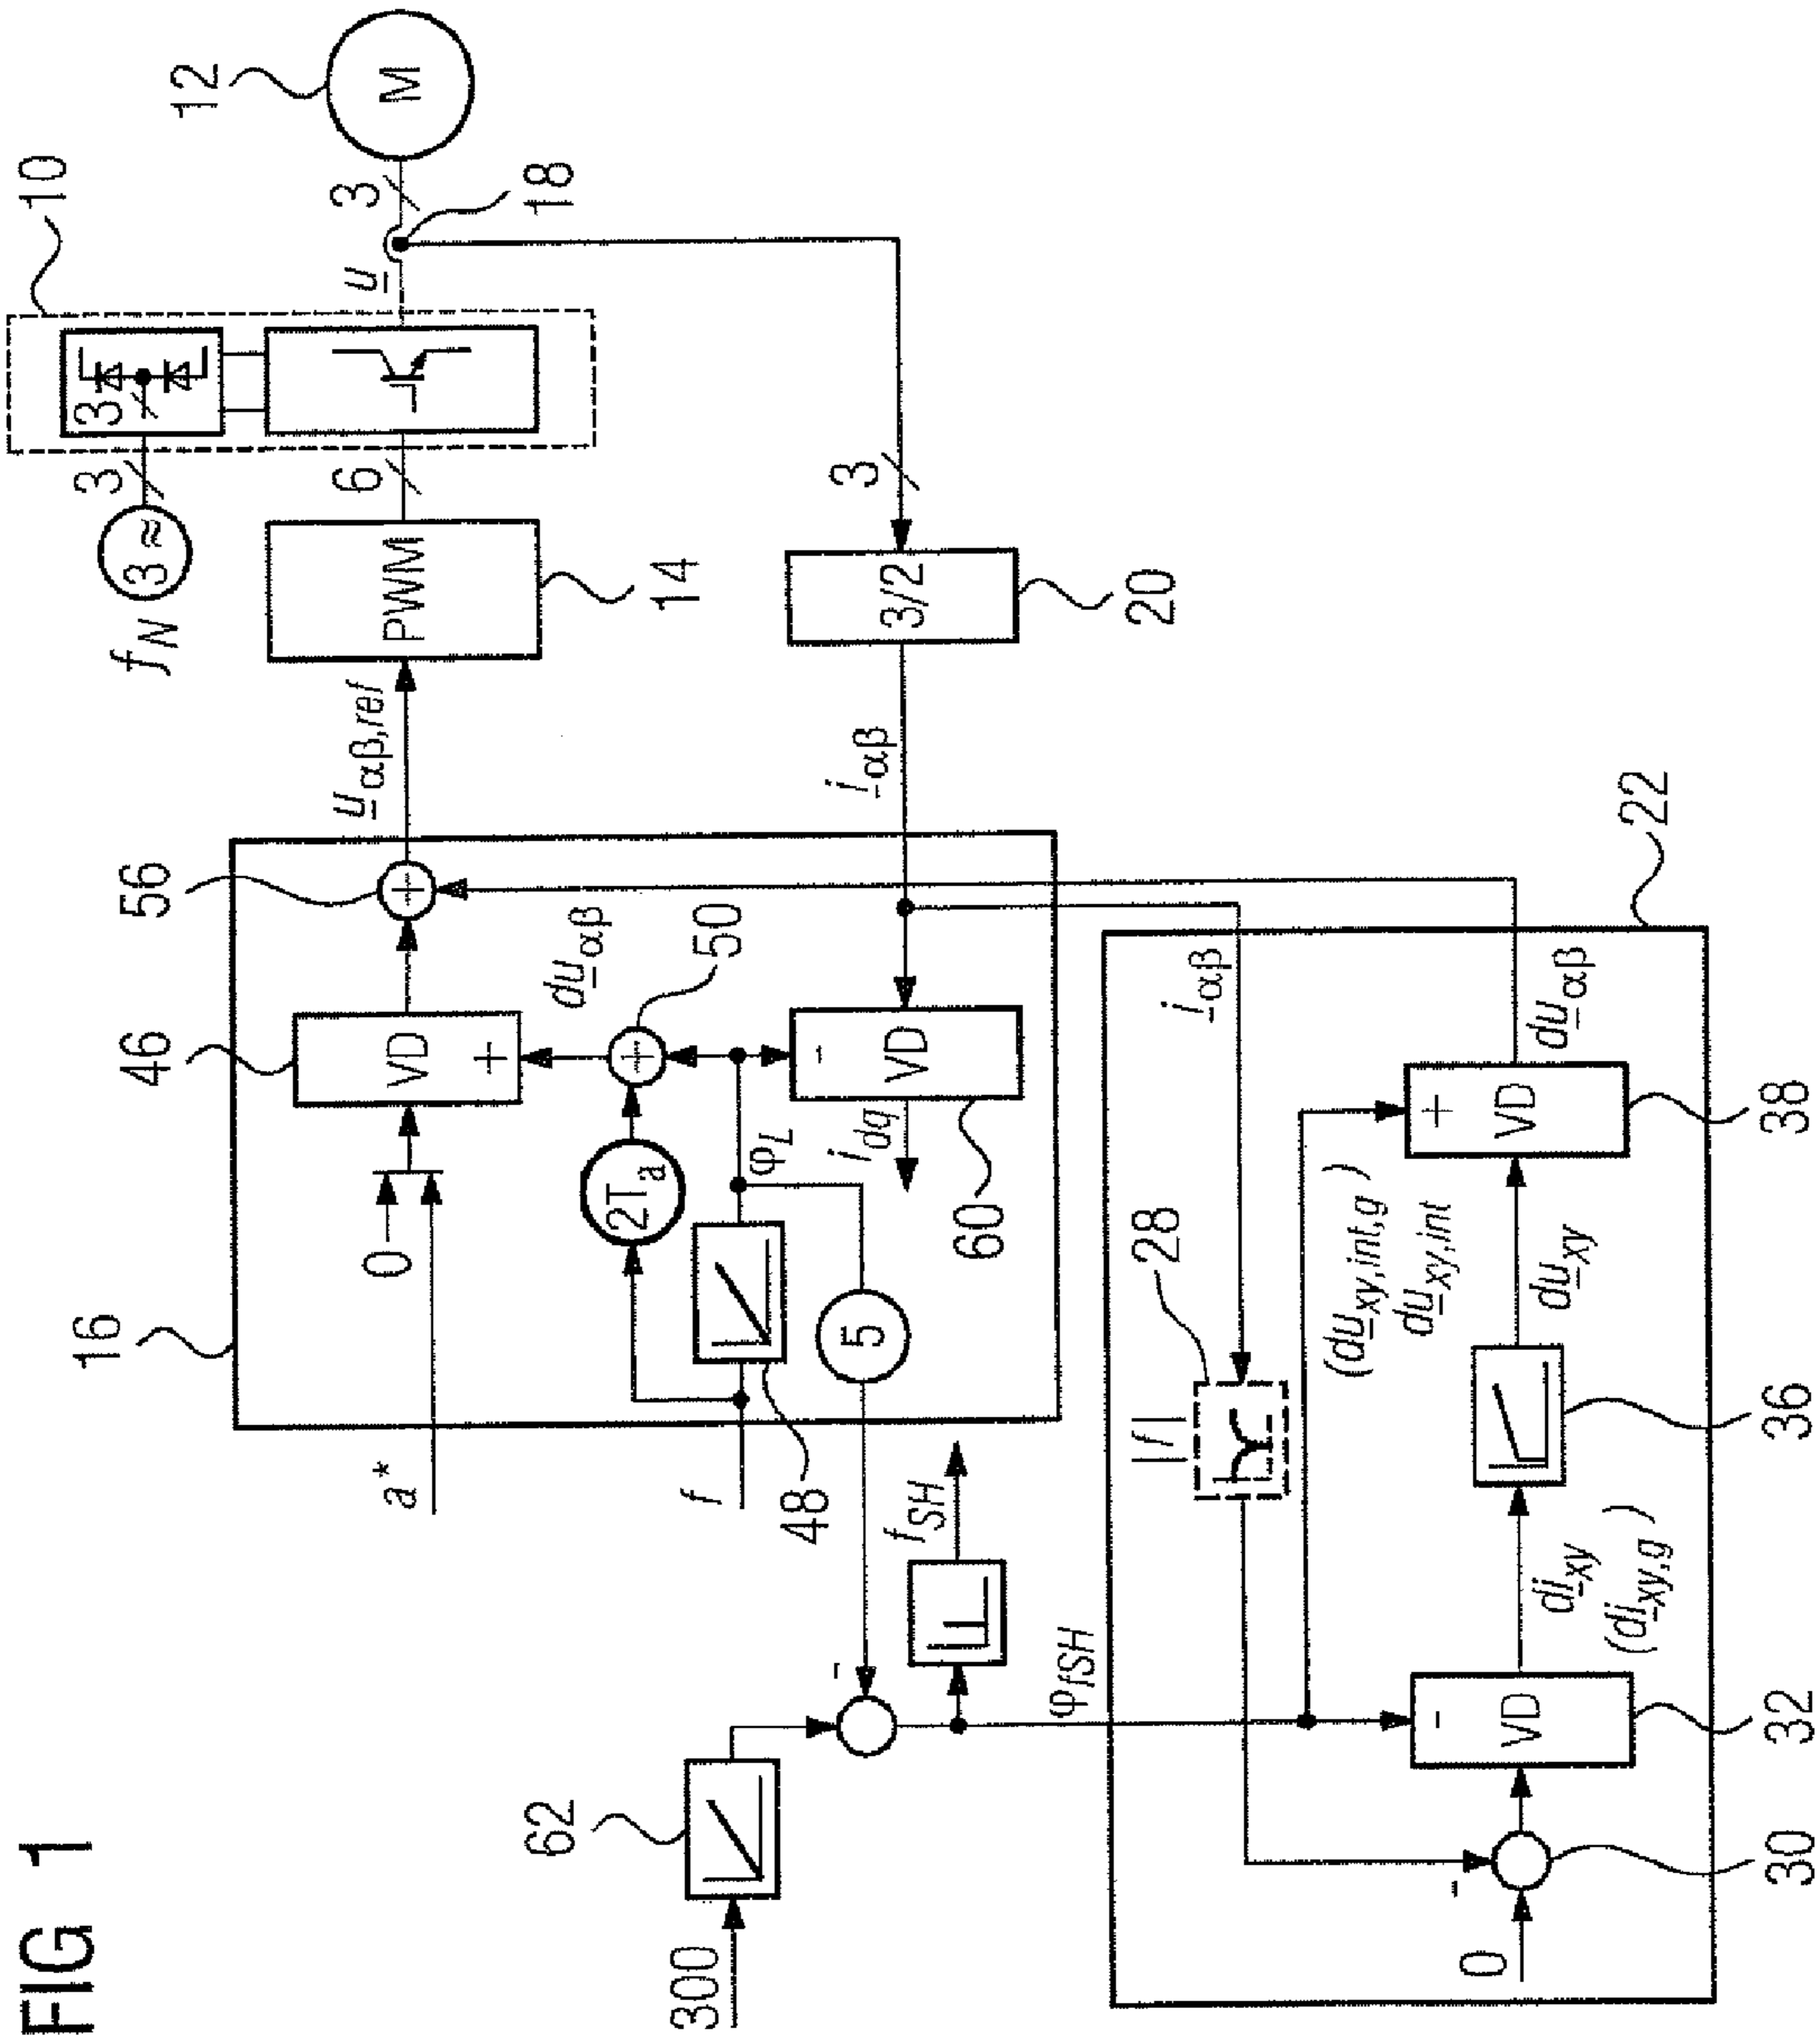 FIG 1
10
12
3
3
3 ≈
f_N
6
PWM
14
u
3
18
u_αβ,ref
56
46
VD
+
0
a*
16
+
du_αβ
50
+
2T_a
φ_L
f
48
5
-
VD
i_dq
60
i_αβ
3/2
20
3
300
62
-
f_SH
φ_fSH
22
i_αβ
|f|
28
(du_xy,int,g)
du_xy,int
du_αβ
+
VD
38
du_xy
36
di_xy
(di_xy,g)
-
VD
32
-
0
30